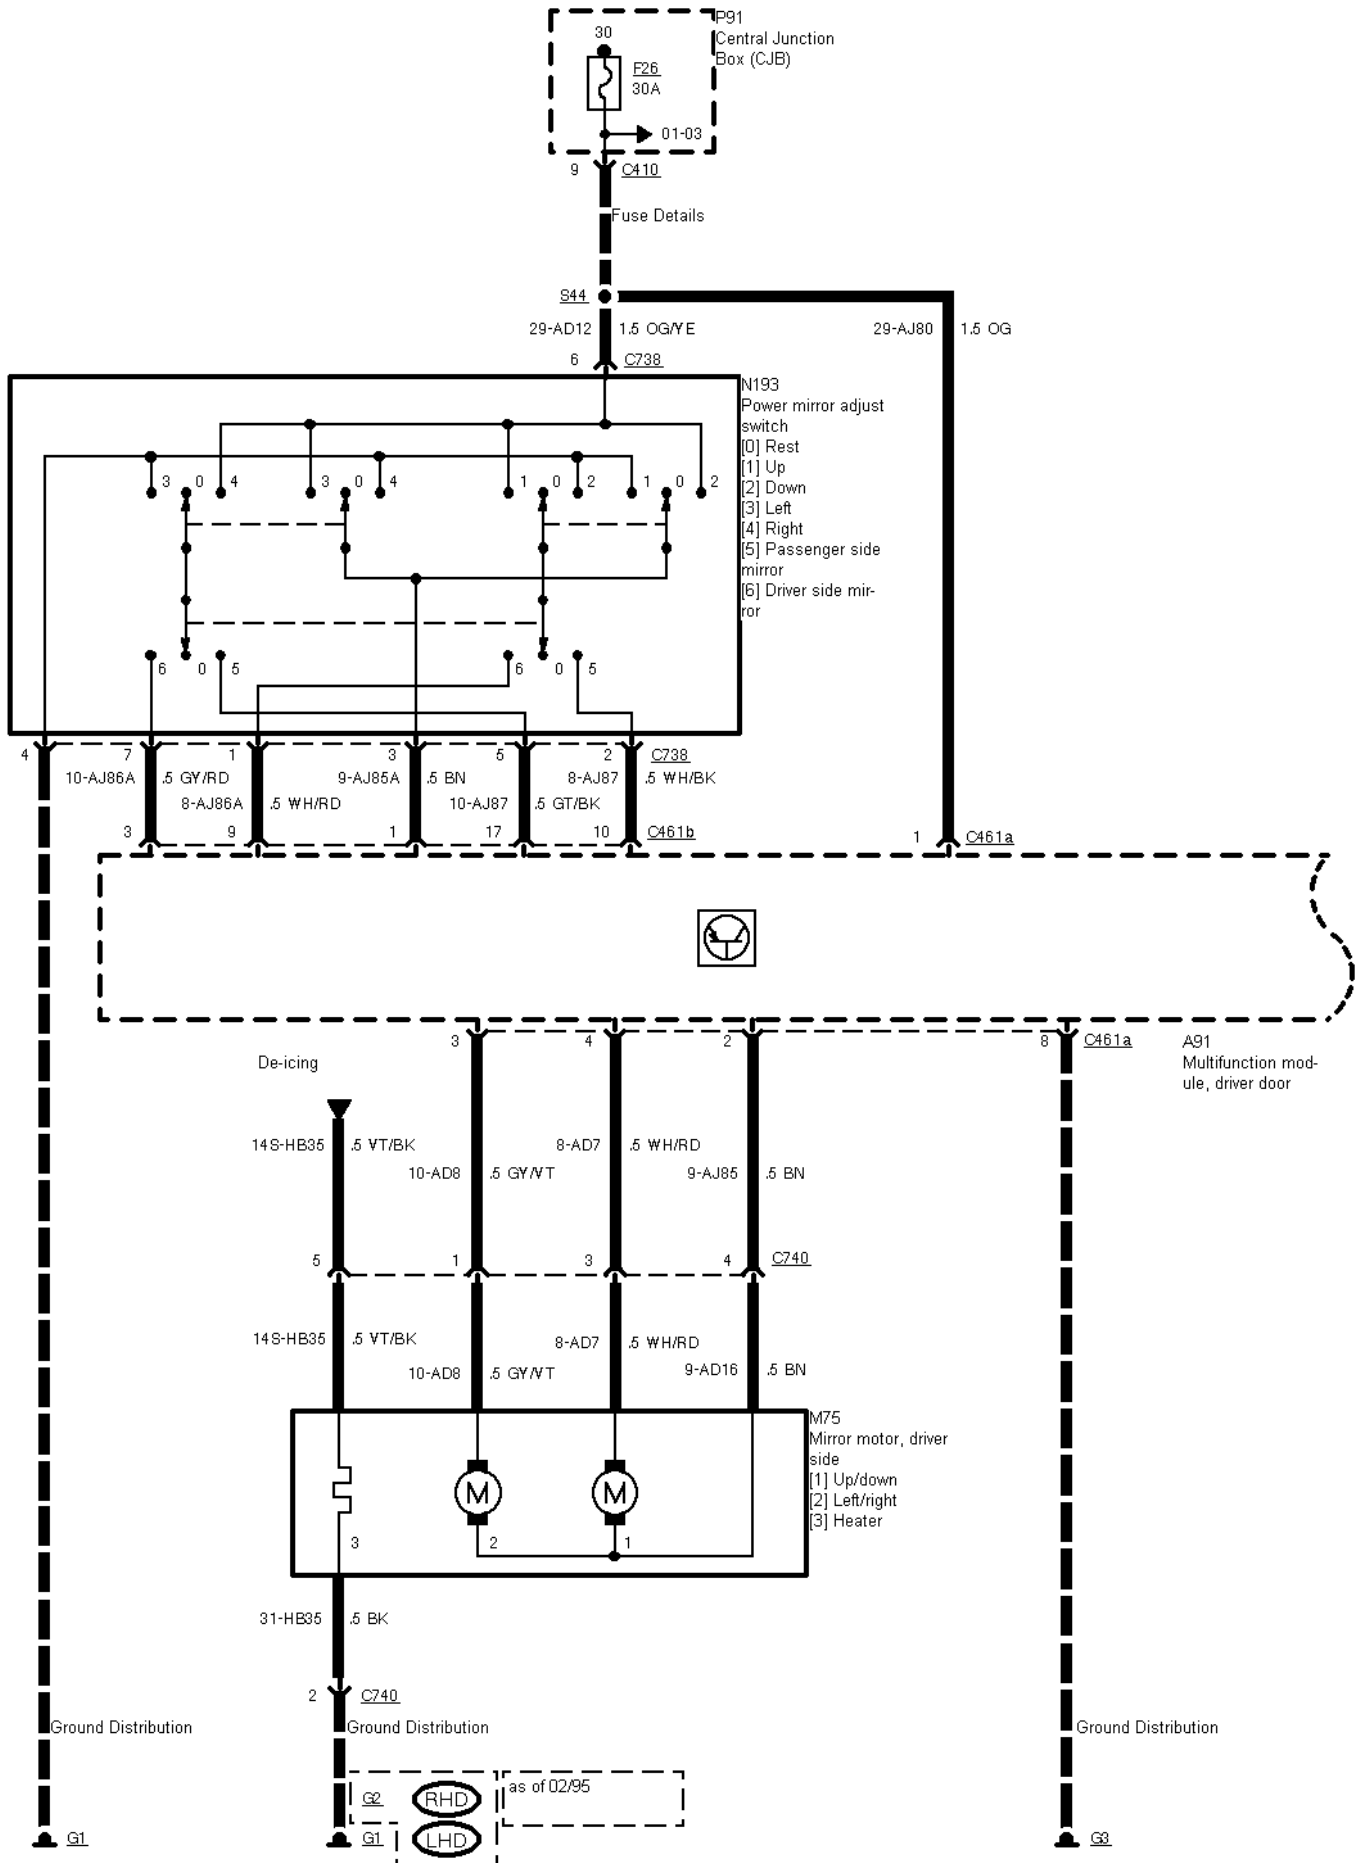 P91
Central Junction
Box (CJB)
30
F26
30A
01-03
9
C410
Fuse Details
S44
29-AD12
1.5 OG/YE
29-AJ80
1.5 OG
6
C738
N193
Power mirror adjust
switch
[0] Rest
[1] Up
[2] Down
[3] Left
[4] Right
[5] Passenger side
mirror
[6] Driver side mir-
ror
3 0 4 3 0 4 1 0 2 1 0 2
6 0 5 6 0 5
4 7 1 3 5 2 C738
10-AJ86A .5 GY/RD 9-AJ85A .5 BN 8-AJ87 .5 WH/BK
8-AJ86A .5 WH/RD 10-AJ87 .5 GT/BK
3 9 1 17 10 C461b 1 C461a
3 4 2 8 C461a
A91
Multifunction mod-
ule, driver door
De-icing
14S-HB35 .5 VT/BK 8-AD7 .5 WH/RD
10-AD8 .5 GY/VT 9-AJ85 .5 BN
5 1 3 4 C740
14S-HB35 .5 VT/BK 8-AD7 .5 WH/RD
10-AD8 .5 GY/VT 9-AD16 .5 BN
M75
Mirror motor, driver
side
[1] Up/down
[2] Left/right
[3] Heater
M M
3 2 1
31-HB35 .5 BK
2 C740
Ground Distribution Ground Distribution Ground Distribution
G2 RHD as of 02/95
G1 G1 LHD G3